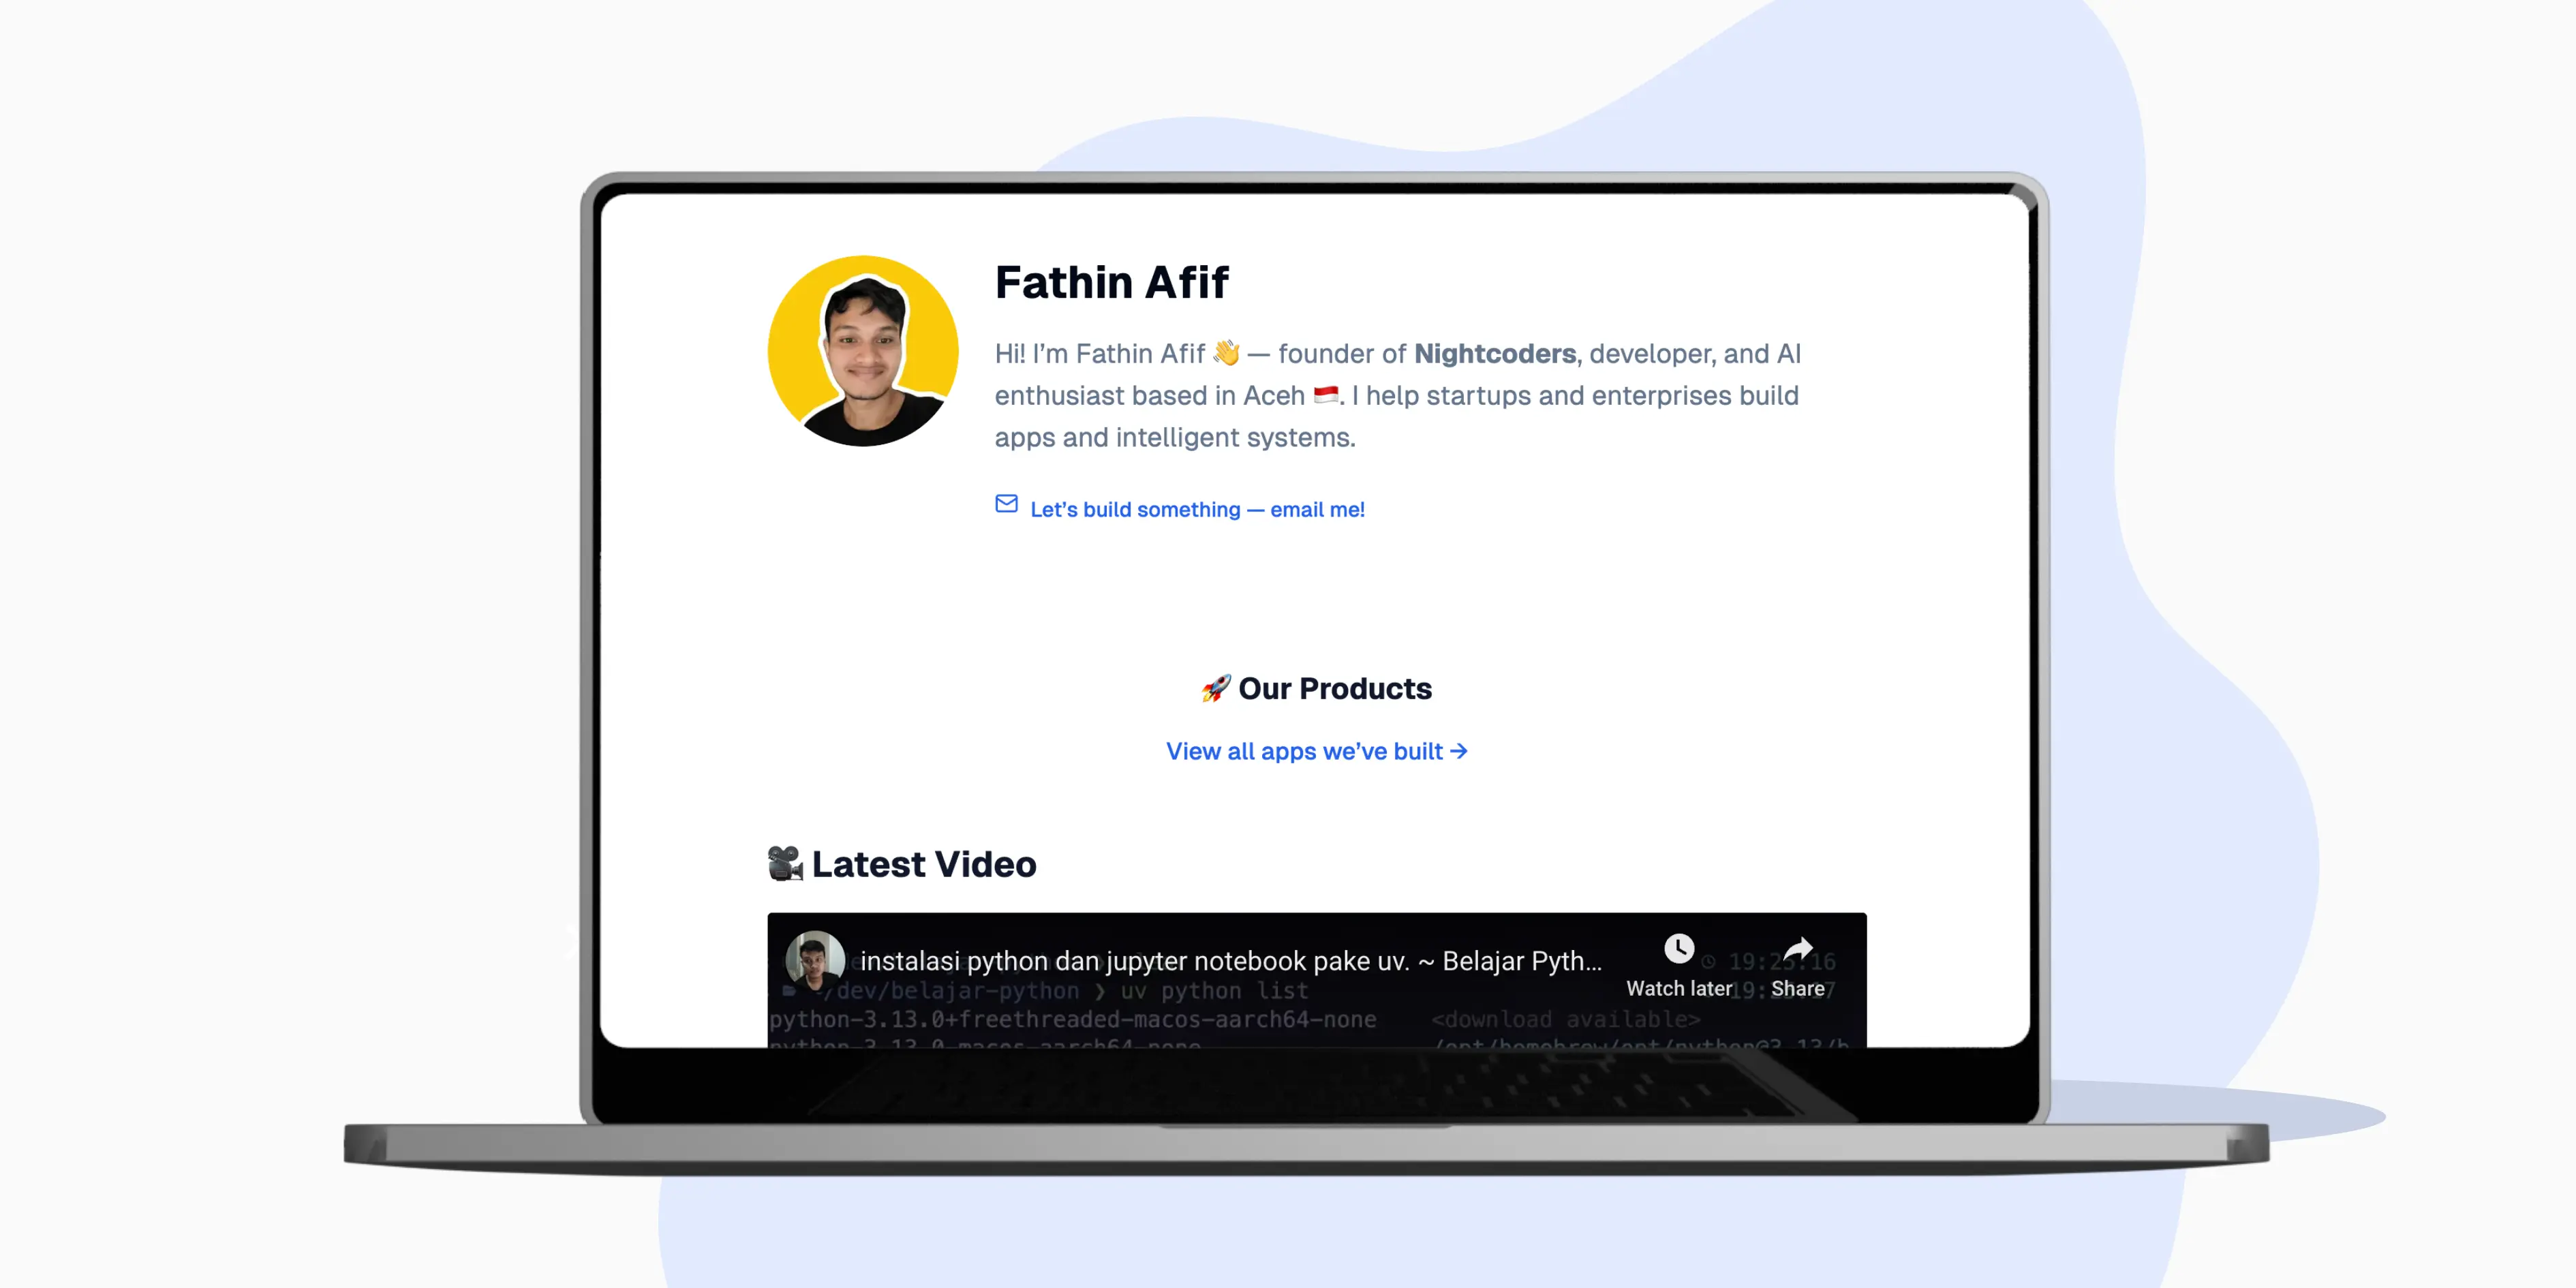 Fathin Afif
Hi! I’m Fathin Afif 👋 — founder of Nightcoders, developer, and AI
enthusiast based in Aceh 🇮🇩. I help startups and enterprises build
apps and intelligent systems.
Let’s build something — email me!
🚀 Our Products
View all apps we’ve built →
🎥 Latest Video
instalasi python dan jupyter notebook pake uv. ~ Belajar Pyth...
Watch later
Share
19:25:16
~/dev/belajar-python ❯ uv python list
python-3.13.0+freethreaded-macos-aarch64-none <download available>
python-3.13.0-macos-aarch64-none /opt/homebrew/opt/python@3.13/b